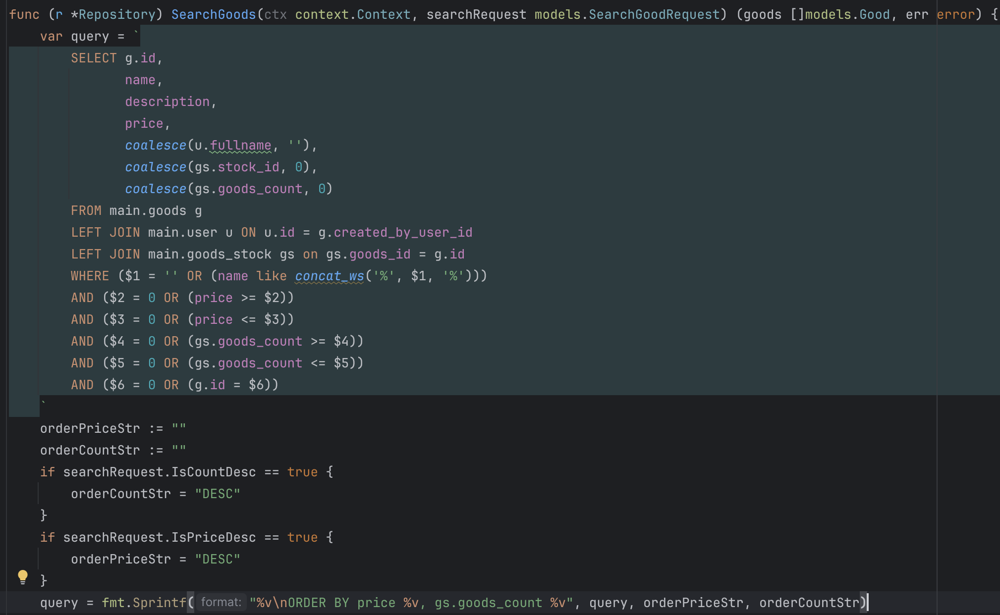 func (r *Repository) SearchGoods(ctx context.Context, searchRequest models.SearchGoodRequest) (goods []models.Good, err error) {
    var query = `
        SELECT g.id,
               name,
               description,
               price,
               coalesce(u.fullname, ''),
               coalesce(gs.stock_id, 0),
               coalesce(gs.goods_count, 0)
        FROM main.goods g
        LEFT JOIN main.user u ON u.id = g.created_by_user_id
        LEFT JOIN main.goods_stock gs on gs.goods_id = g.id
        WHERE ($1 = '' OR (name like concat_ws('%', $1, '%')))
        AND ($2 = 0 OR (price >= $2))
        AND ($3 = 0 OR (price <= $3))
        AND ($4 = 0 OR (gs.goods_count >= $4))
        AND ($5 = 0 OR (gs.goods_count <= $5))
        AND ($6 = 0 OR (g.id = $6))
    `
    orderPriceStr := ""
    orderCountStr := ""
    if searchRequest.IsCountDesc == true {
        orderCountStr = "DESC"
    }
    if searchRequest.IsPriceDesc == true {
        orderPriceStr = "DESC"
    }
    query = fmt.Sprintf( format: "%v\nORDER BY price %v, gs.goods_count %v", query, orderPriceStr, orderCountStr)